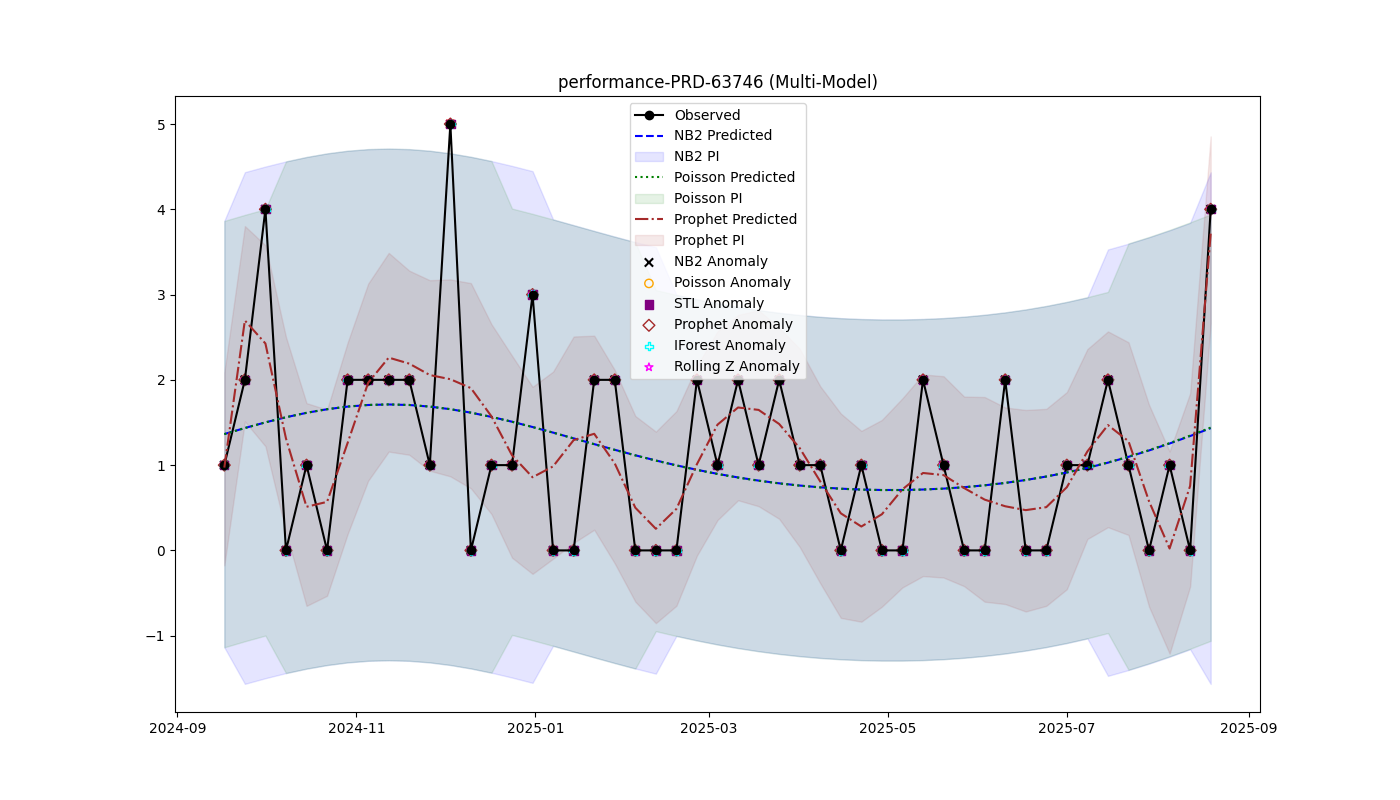 performance-PRD-63746 (Multi-Model)
Observed
NB2 Predicted
NB2 PI
Poisson Predicted
Poisson PI
Prophet Predicted
Prophet PI
NB2 Anomaly
Poisson Anomaly
STL Anomaly
Prophet Anomaly
IForest Anomaly
Rolling Z Anomaly
5
4
3
2
1
0
−1
2024-09 2024-11 2025-01 2025-03 2025-05 2025-07 2025-09